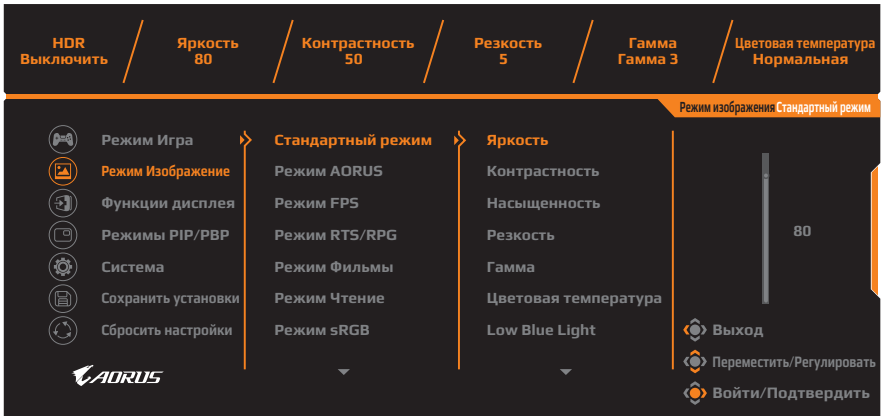 HDR
Выключить
Яркость
80
Контрастность
50
Резкость
5
Гамма
Гамма 3
Цветовая температура
Нормальная
Режим изображения Стандартный режим
Режим Игра
Режим Изображение
Функции дисплея
Режимы PIP/PBP
Система
Сохранить установки
Сбросить настройки
AORUS
Стандартный режим
Режим AORUS
Режим FPS
Режим RTS/RPG
Режим Фильмы
Режим Чтение
Режим sRGB
Яркость
Контрастность
Насыщенность
Резкость
Гамма
Цветовая температура
Low Blue Light
80
Выход
Переместить/Регулировать
Войти/Подтвердить